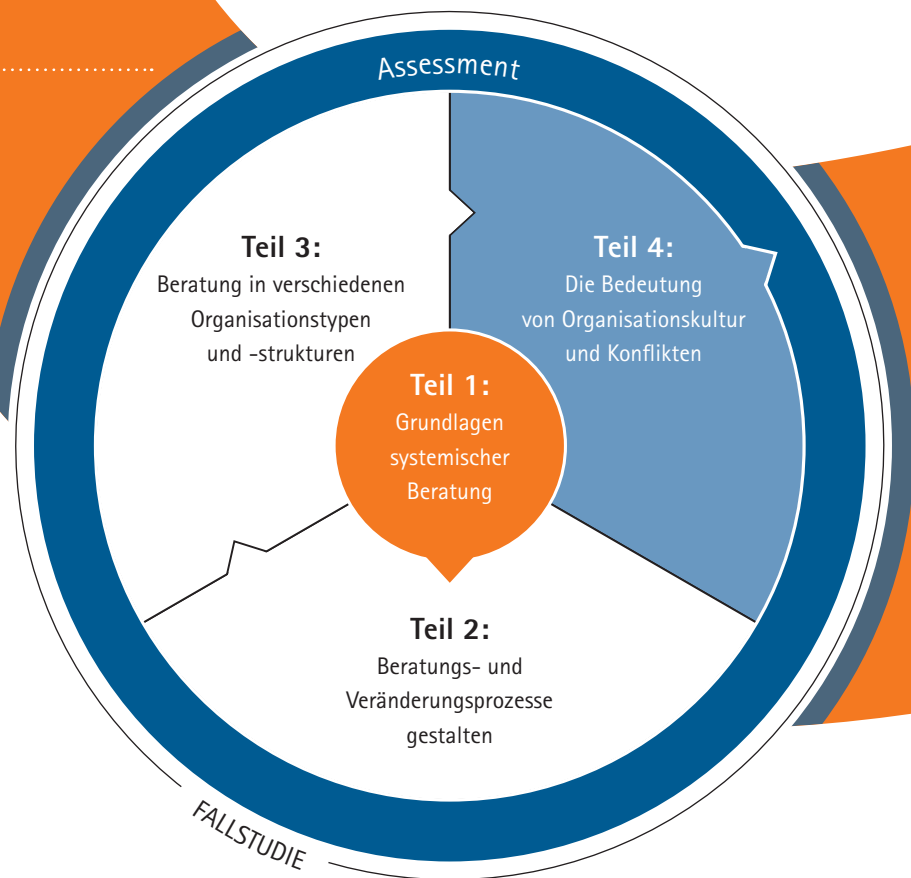 Assessment
Teil 3:
Beratung in verschiedenen
Organisationstypen
und -strukturen
Teil 4:
Die Bedeutung
von Organisationskultur
und Konflikten
Teil 1:
Grundlagen
systemischer
Beratung
Teil 2:
Beratungs- und
Veränderungsprozesse
gestalten
FALLSTUDIE